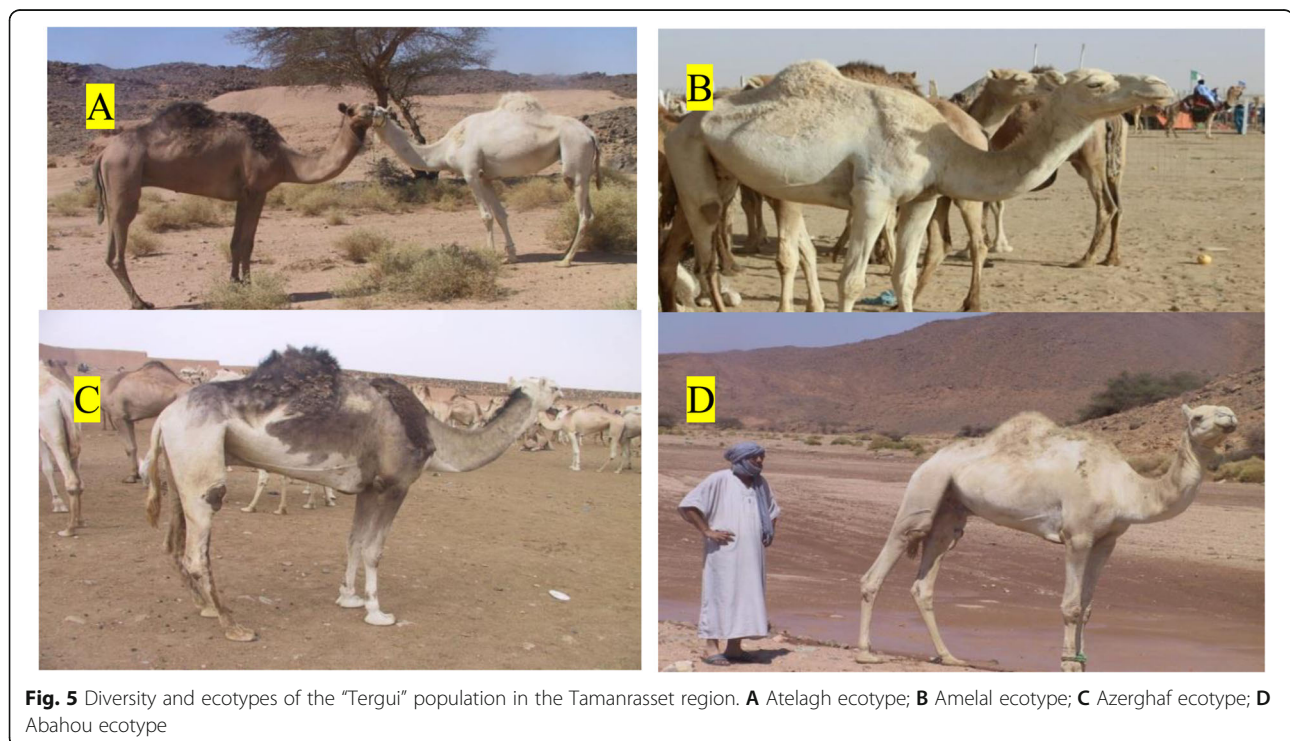 A
B
C
D
Fig. 5 Diversity and ecotypes of the “Tergui” population in the Tamanrasset region. A Atelagh ecotype; B Amelal ecotype; C Azerghaf ecotype; D
Abahou ecotype